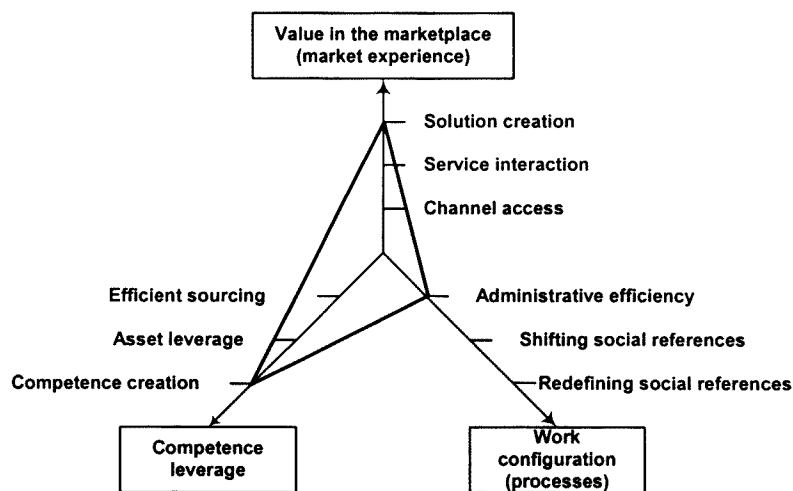 Value in the marketplace
(market experience)
Solution creation
Service interaction
Channel access
Efficient sourcing
Administrative efficiency
Asset leverage
Shifting social references
Competence creation
Redefining social references
Competence
leverage
Work
configuration
(processes)